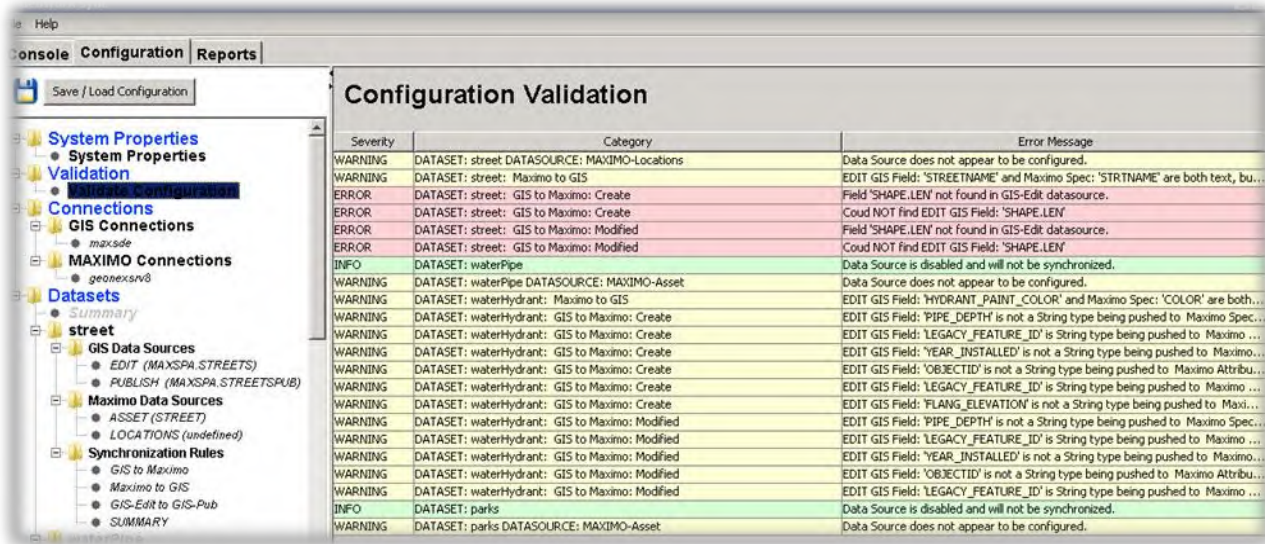 Help
Console Configuration Reports
Save / Load Configuration
System Properties
System Properties
Validation
Validate Configuration
Connections
GIS Connections
maxsde
MAXIMO Connections
geonexsrv8
Datasets
Summary
street
GIS Data Sources
EDIT (MAXSPA.STREETS)
PUBLISH (MAXSPA.STREETSPUB)
Maximo Data Sources
ASSET (STREET)
LOCATIONS (undefined)
Synchronization Rules
GIS to Maximo
Maximo to GIS
GIS-Edit to GIS-Pub
SUMMARY
waterPipe
Configuration Validation
Severity Category Error Message
WARNING DATASET: street DATASOURCE: MAXIMO-Locations Data Source does not appear to be configured.
WARNING DATASET: street: Maximo to GIS EDIT GIS Field: 'STREETNAME' and Maximo Spec: 'STRTNAME' are both text, bu...
ERROR DATASET: street: GIS to Maximo: Create Field 'SHAPE.LEN' not found in GIS-Edit datasource.
ERROR DATASET: street: GIS to Maximo: Create Coud NOT find EDIT GIS Field: 'SHAPE.LEN'
ERROR DATASET: street: GIS to Maximo: Modified Field 'SHAPE.LEN' not found in GIS-Edit datasource.
ERROR DATASET: street: GIS to Maximo: Modified Coud NOT find EDIT GIS Field: 'SHAPE.LEN'
INFO DATASET: waterPipe Data Source is disabled and will not be synchronized.
WARNING DATASET: waterPipe DATASOURCE: MAXIMO-Asset Data Source does not appear to be configured.
WARNING DATASET: waterHydrant: Maximo to GIS EDIT GIS Field: 'HYDRANT_PAINT_COLOR' and Maximo Spec: 'COLOR' are both...
WARNING DATASET: waterHydrant: GIS to Maximo: Create EDIT GIS Field: 'PIPE_DEPTH' is not a String type being pushed to Maximo Spec...
WARNING DATASET: waterHydrant: GIS to Maximo: Create EDIT GIS Field: 'LEGACY_FEATURE_ID' is String type being pushed to Maximo ...
WARNING DATASET: waterHydrant: GIS to Maximo: Create EDIT GIS Field: 'YEAR_INSTALLED' is not a String type being pushed to Maximo...
WARNING DATASET: waterHydrant: GIS to Maximo: Create EDIT GIS Field: 'OBJECTID' is not a String type being pushed to Maximo Attribu...
WARNING DATASET: waterHydrant: GIS to Maximo: Create EDIT GIS Field: 'LEGACY_FEATURE_ID' is String type being pushed to Maximo ...
WARNING DATASET: waterHydrant: GIS to Maximo: Create EDIT GIS Field: 'FLANG_ELEVATION' is not a String type being pushed to Maxi...
WARNING DATASET: waterHydrant: GIS to Maximo: Modified EDIT GIS Field: 'PIPE_DEPTH' is not a String type being pushed to Maximo Spec...
WARNING DATASET: waterHydrant: GIS to Maximo: Modified EDIT GIS Field: 'LEGACY_FEATURE_ID' is String type being pushed to Maximo ...
WARNING DATASET: waterHydrant: GIS to Maximo: Modified EDIT GIS Field: 'YEAR_INSTALLED' is not a String type being pushed to Maximo...
WARNING DATASET: waterHydrant: GIS to Maximo: Modified EDIT GIS Field: 'OBJECTID' is not a String type being pushed to Maximo Attribu...
WARNING DATASET: waterHydrant: GIS to Maximo: Modified EDIT GIS Field: 'LEGACY_FEATURE_ID' is String type being pushed to Maximo ...
INFO DATASET: parks Data Source is disabled and will not be synchronized.
WARNING DATASET: parks DATASOURCE: MAXIMO-Asset Data Source does not appear to be configured.